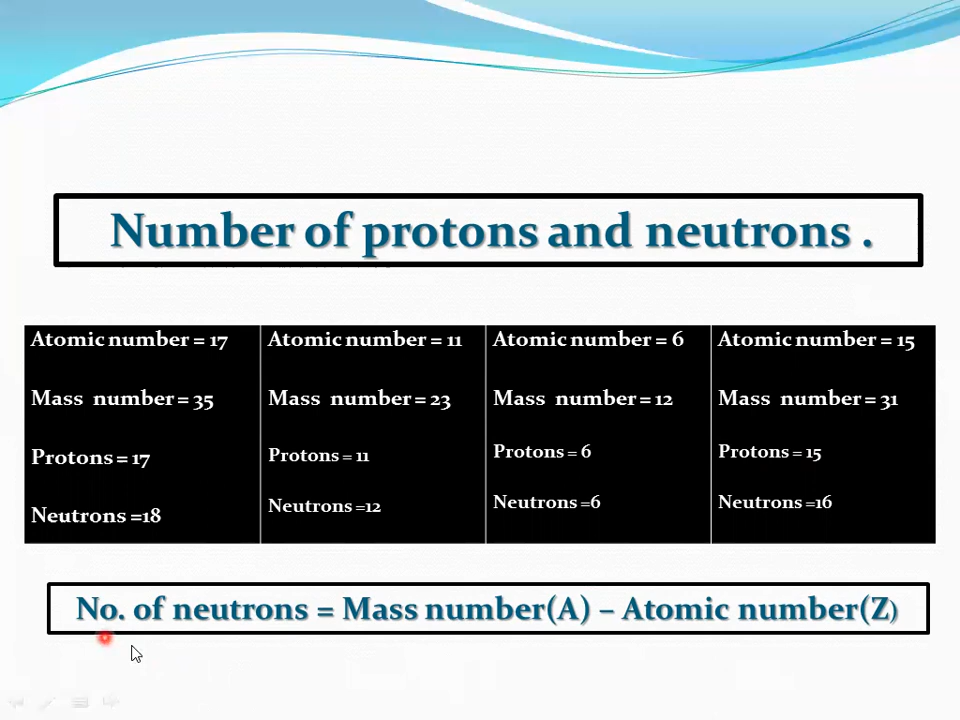 Number of protons and neutrons .
Atomic number = 17
Mass number = 35
Protons = 17
Neutrons =18
Atomic number = 11
Mass number = 23
Protons = 11
Neutrons =12
Atomic number = 6
Mass number = 12
Protons = 6
Neutrons =6
Atomic number = 15
Mass number = 31
Protons = 15
Neutrons =16
No. of neutrons = Mass number(A) – Atomic number(Z)